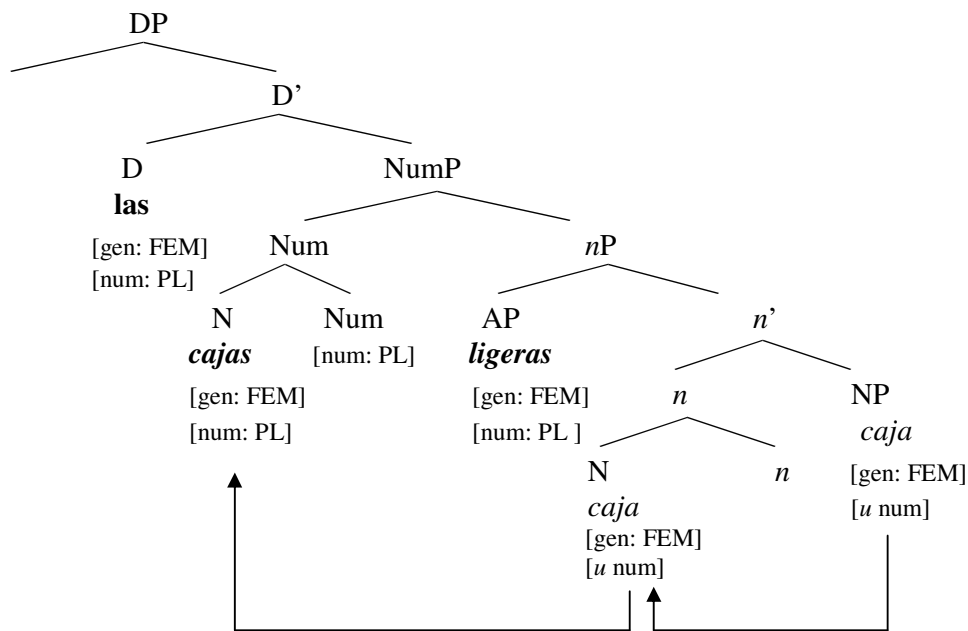 DP
D’
D NumP
las
[gen: FEM] Num nP
[num: PL]
N Num AP n’
cajas [num: PL] ligeras
[gen: FEM] [gen: FEM] n NP
[num: PL] [num: PL ] caja
N n [gen: FEM]
caja [u num]
[gen: FEM]
[u num]